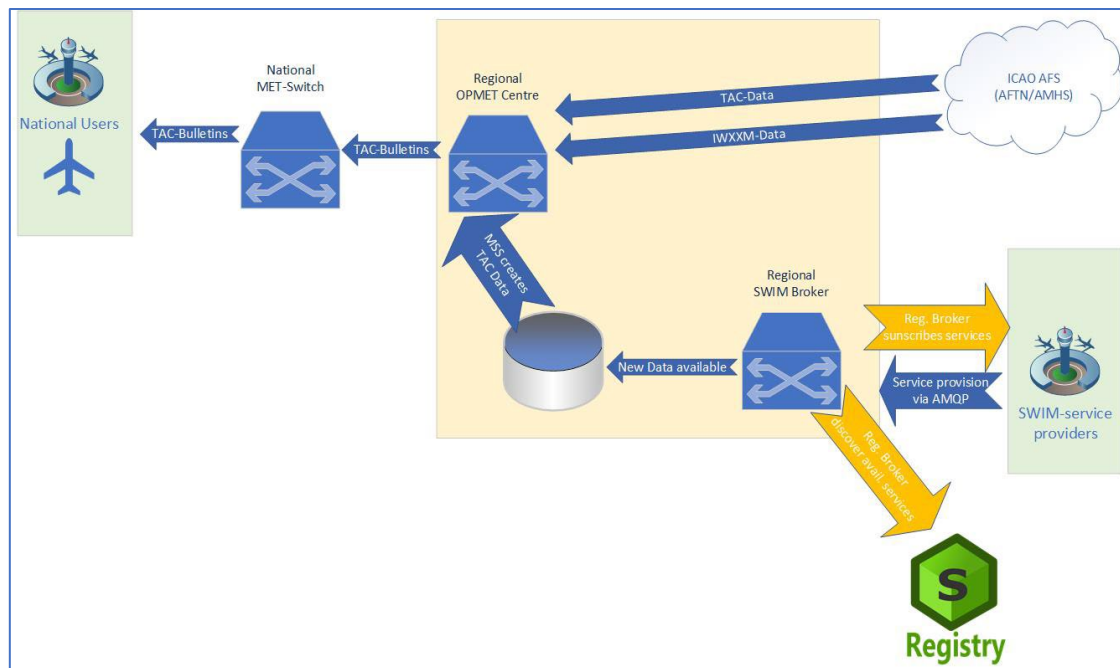 National
MET-Switch
Regional
OPMET Centre
ICAO AFS
(AFTN/AMHS)
TAC-Data
IWXXM-Data
National Users
TAC-Bulletins
TAC-Bulletins
MSS creates
TAC Data
Regional
SWIM Broker
New Data available
Reg. Broker
sunscribes services
Service provision
via AMQP
SWIM-service
providers
Reg. Broker
discover avail. services
S
Registry